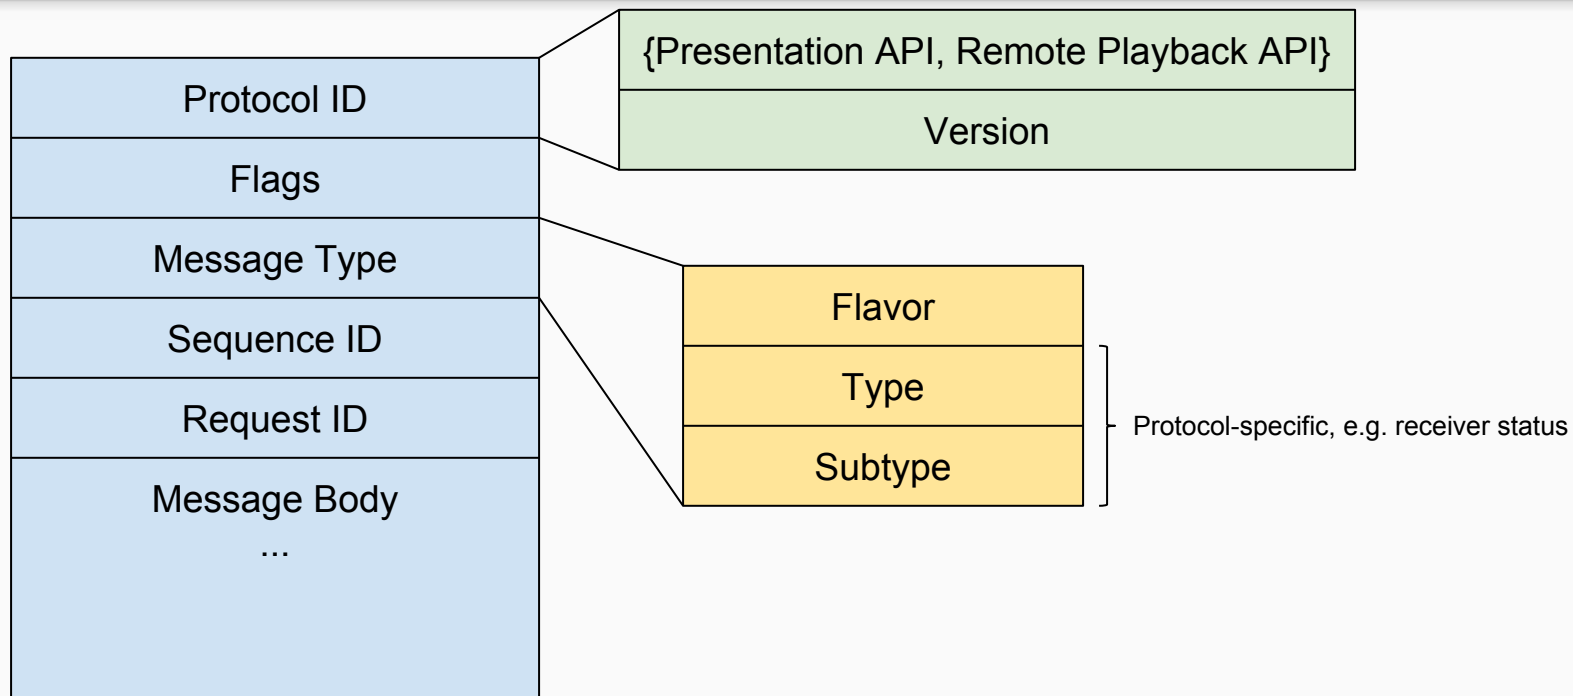 Protocol ID
Flags
Message Type
Sequence ID
Request ID
Message Body
...
{Presentation API, Remote Playback API}
Version
Flavor
Type
Subtype
Protocol-specific, e.g. receiver status